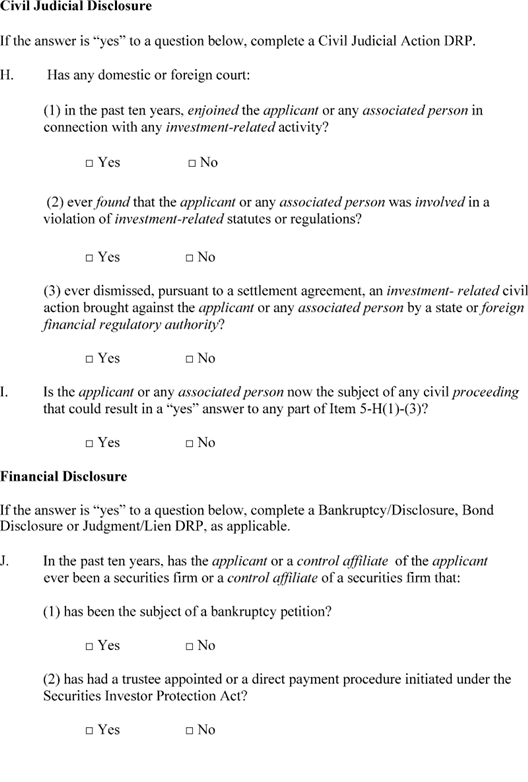 Civil Judicial Disclosure
If the answer is “yes” to a question below, complete a Civil Judicial Action DRP.
H. Has any domestic or foreign court:
(1) in the past ten years, enjoined the applicant or any associated person in
connection with any investment-related activity?
□ Yes □ No
(2) ever found that the applicant or any associated person was involved in a
violation of investment-related statutes or regulations?
□ Yes □ No
(3) ever dismissed, pursuant to a settlement agreement, an investment- related civil
action brought against the applicant or any associated person by a state or foreign
financial regulatory authority?
□ Yes □ No
I. Is the applicant or any associated person now the subject of any civil proceeding
that could result in a “yes” answer to any part of Item 5-H(1)-(3)?
□ Yes □ No
Financial Disclosure
If the answer is “yes” to a question below, complete a Bankruptcy/Disclosure, Bond
Disclosure or Judgment/Lien DRP, as applicable.
J. In the past ten years, has the applicant or a control affiliate of the applicant
ever been a securities firm or a control affiliate of a securities firm that:
(1) has been the subject of a bankruptcy petition?
□ Yes □ No
(2) has had a trustee appointed or a direct payment procedure initiated under the
Securities Investor Protection Act?
□ Yes □ No